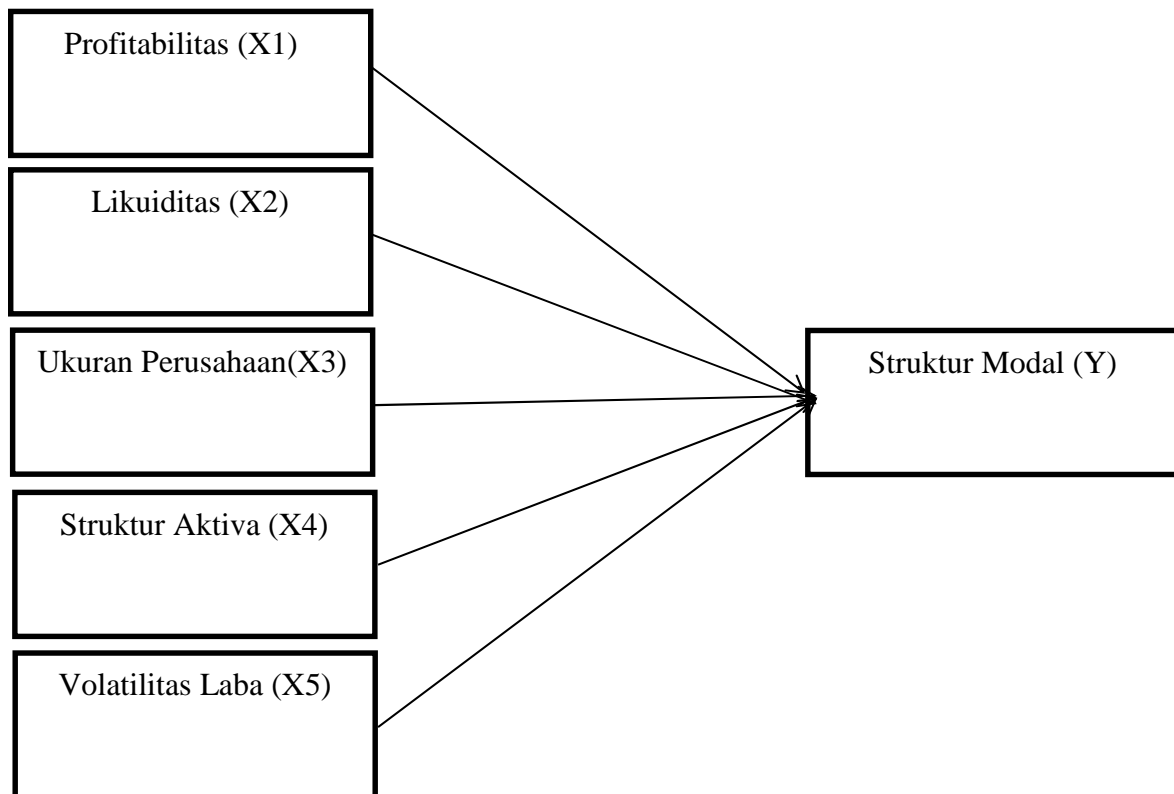 Profitabilitas (X1)
Likuiditas (X2)
Ukuran Perusahaan(X3)
Struktur Modal (Y)
Struktur Aktiva (X4)
Volatilitas Laba (X5)